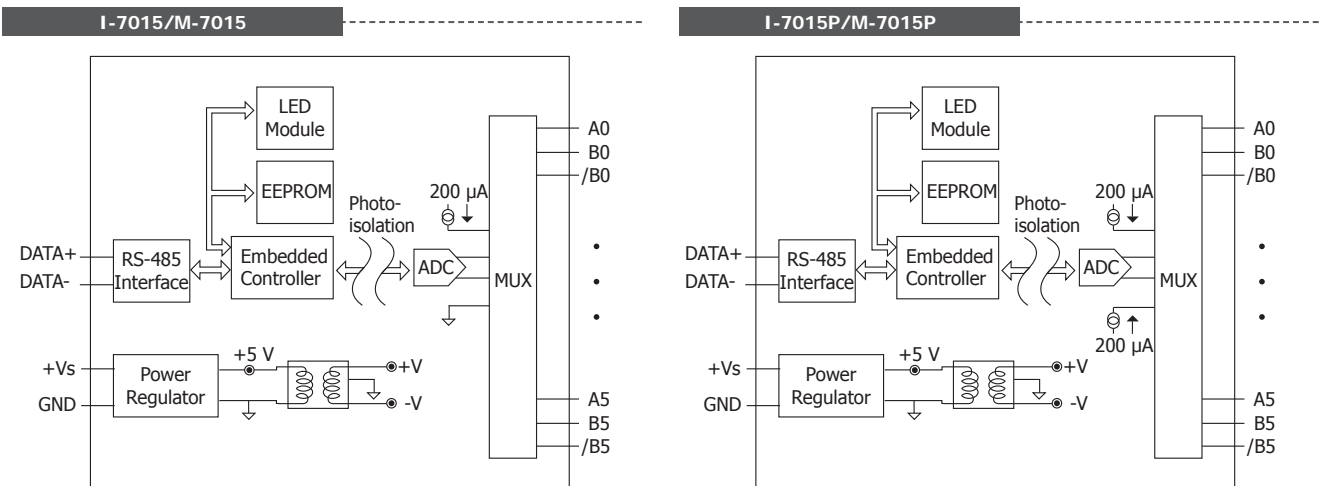 I-7015/M-7015
LED
Module
EEPROM
Photo-
isolation
200 µA
A0
B0
/B0
DATA+
DATA-
RS-485
Interface
Embedded
Controller
ADC
MUX
+Vs
GND
Power
Regulator
+5 V
+V
-V
A5
B5
/B5
I-7015P/M-7015P
LED
Module
EEPROM
Photo-
isolation
200 µA
A0
B0
/B0
DATA+
DATA-
RS-485
Interface
Embedded
Controller
ADC
MUX
200 µA
+Vs
GND
Power
Regulator
+5 V
+V
-V
A5
B5
/B5